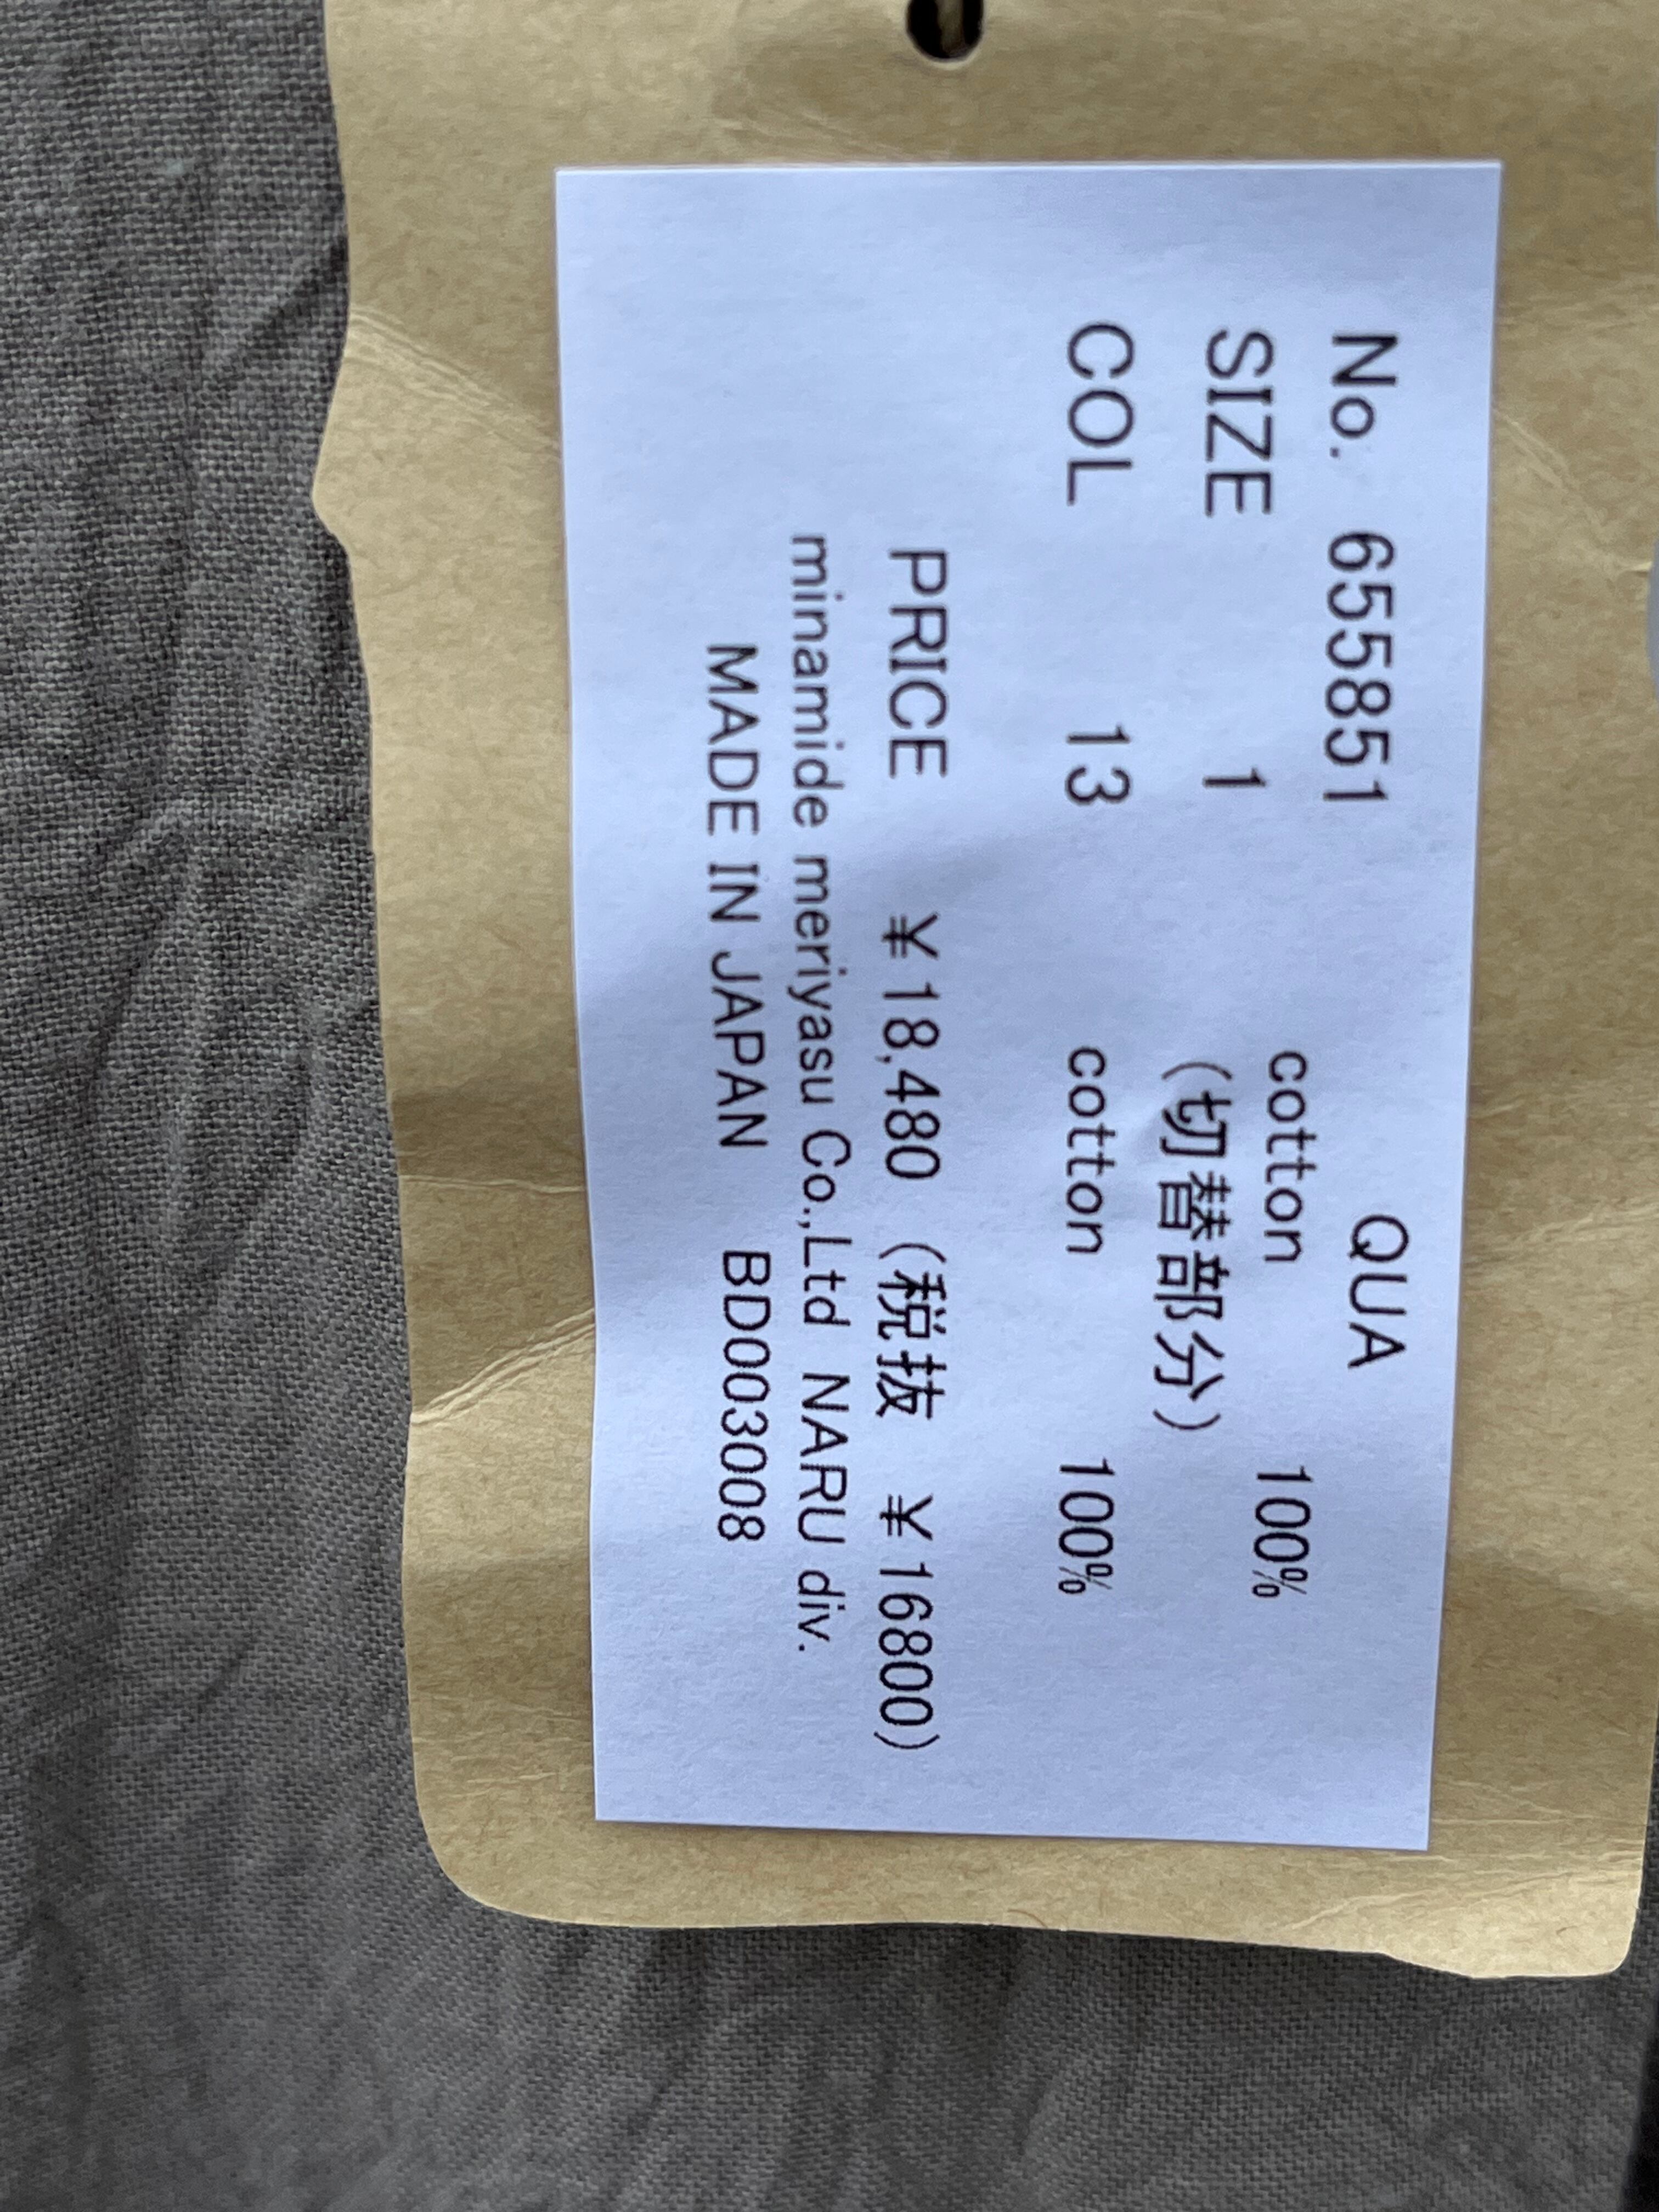 No. 655851 QUA
SIZE 1 cotton 100%
(切替部分)
COL 13 cotton 100%
PRICE ¥18,480 (税抜 ¥16800)
minamide meriyasu Co.,Ltd NARU div.
MADE IN JAPAN BD003008